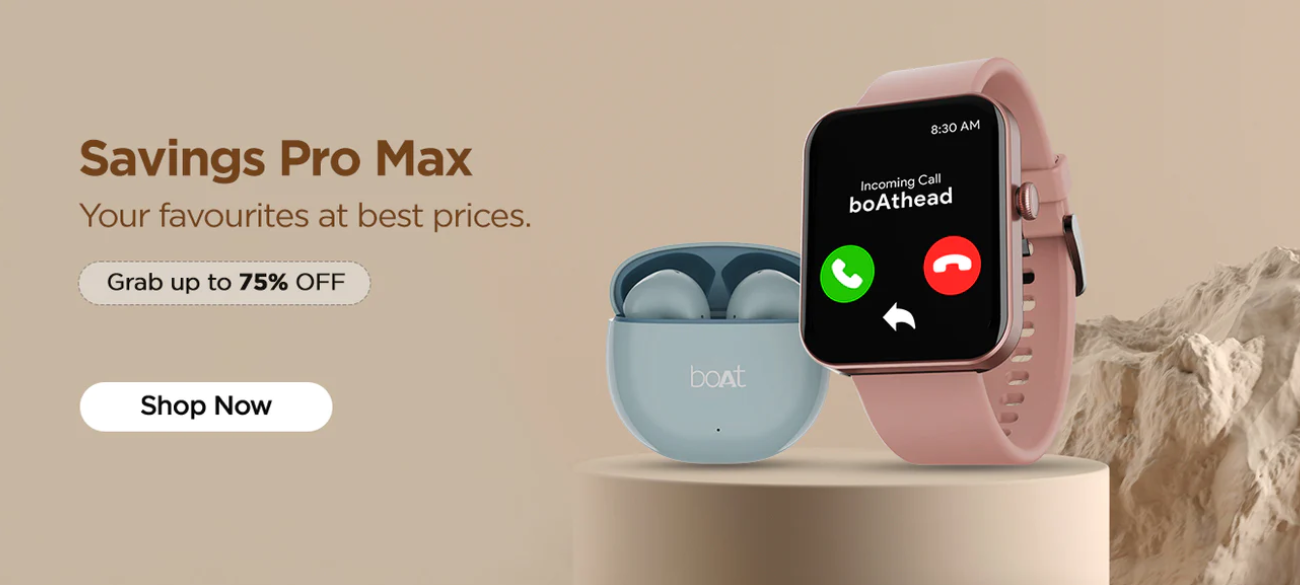 Savings Pro Max
Your favourites at best prices.
Grab up to 75% OFF
Shop Now
boAt
8:30 AM
Incoming Call
boAthead